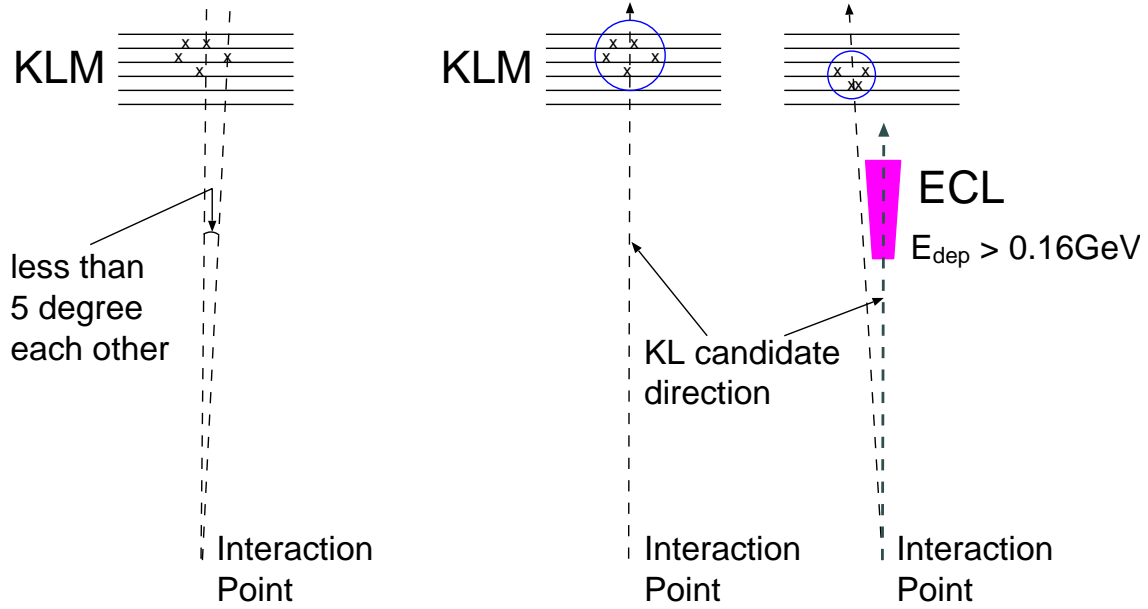 KLM
less than
5 degree
each other
Interaction
Point
KLM
KL candidate
direction
Interaction
Point
ECL
E_dep > 0.16GeV
Interaction
Point
x x
x x
x
x x
x x
x
x x
xx